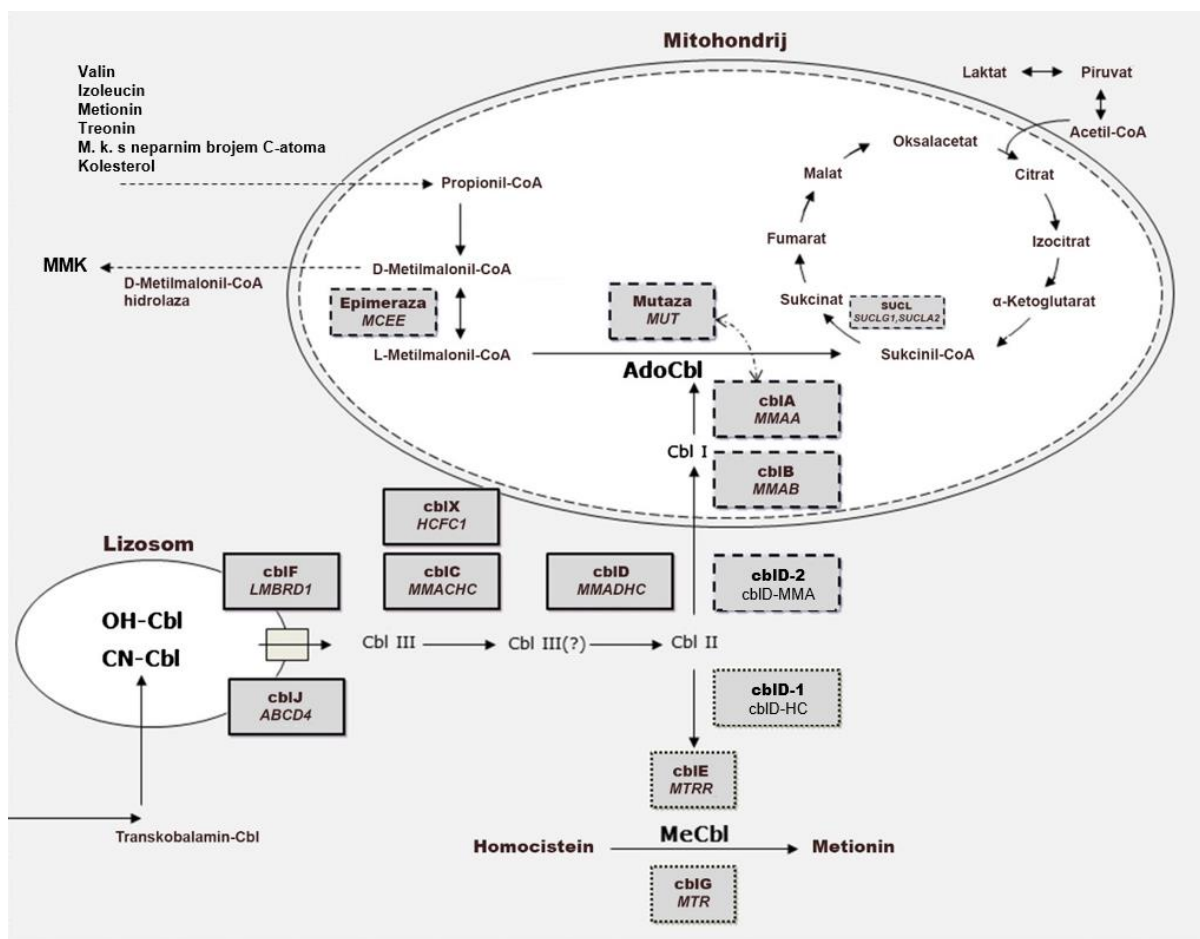 Mitohondrij
Valin
Izoleucin
Metionin
Treonin
M. k. s neparnim brojem C-atoma
Kolesterol
Laktat
Piruvat
Acetil-CoA
Oksalacetat
Citrat
Malat
Propionil-CoA
Fumarat
Izocitrat
MMK
D-Metilmalonil-CoA
hidrolaza
D-Metilmalonil-CoA
Epimeraza
MCEE
L-Metilmalonil-CoA
Mutaza
MUT
Sukcinat
SUCL
SUCLG1,SUCLA2
α-Ketoglutarat
Sukcinil-CoA
AdoCbl
cblA
MMAA
Cbl I
cblB
MMAB
cblX
HCFC1
Lizosom
cblF
LMBRD1
cblC
MMACHC
cblD
MMADHC
cblD-2
cblD-MMA
OH-Cbl
CN-Cbl
Cbl III
Cbl III(?)
Cbl II
cblJ
ABCD4
cblD-1
cblD-HC
cblE
MTRR
Transkobalamin-Cbl
Homocistein
MeCbl
Metionin
cblG
MTR